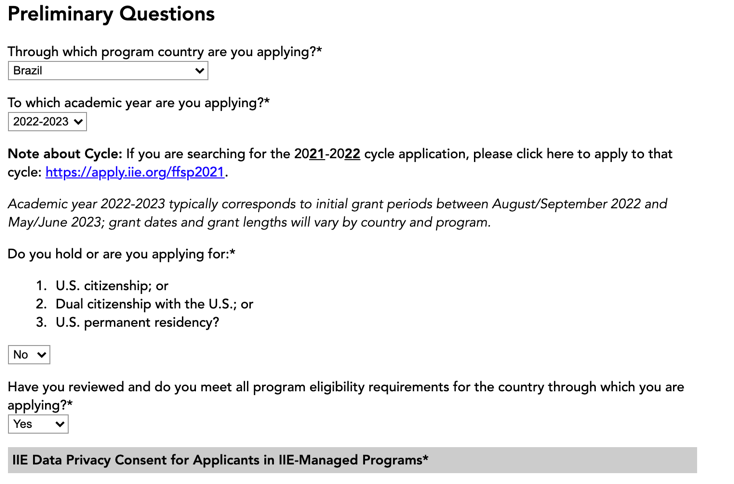 Preliminary Questions
Through which program country are you applying?*
Brazil
To which academic year are you applying?*
2022-2023
Note about Cycle: If you are searching for the 2021-2022 cycle application, please click here to apply to that
cycle: https://apply.iie.org/ffsp2021.
Academic year 2022-2023 typically corresponds to initial grant periods between August/September 2022 and
May/June 2023; grant dates and grant lengths will vary by country and program.
Do you hold or are you applying for:*
1. U.S. citizenship; or
2. Dual citizenship with the U.S.; or
3. U.S. permanent residency?
No
Have you reviewed and do you meet all program eligibility requirements for the country through which you are
applying?*
Yes
IIE Data Privacy Consent for Applicants in IIE-Managed Programs*